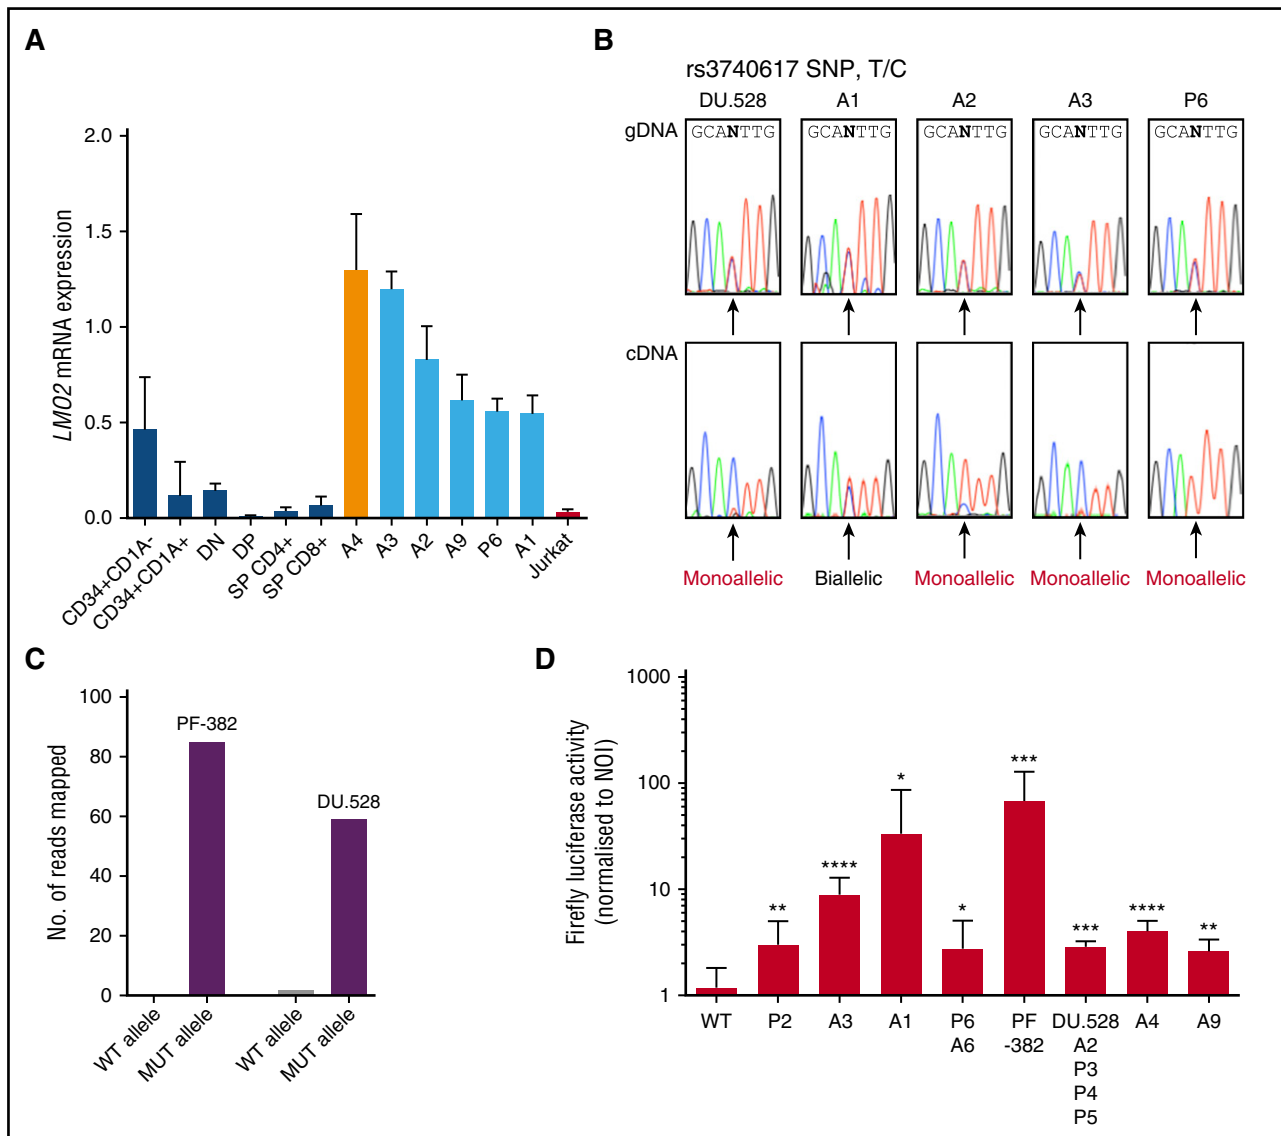 A
LMO2 mRNA expression
2.0
1.5
1.0
0.5
0.0
CD34+CD1A-
CD34+CD1A+
DN
DP
SP CD4+
SP CD8+
A4
A3
A2
A9
P6
A1
Jurkat
B
rs3740617 SNP, T/C
DU.528 A1 A2 A3 P6
gDNA
GCANTTG GCANTTG GCANTTG GCANTTG GCANTTG
cDNA
Monoallelic Biallelic Monoallelic Monoallelic Monoallelic
C
No. of reads mapped
100
80
60
40
20
0
PF-382
DU.528
WT allele
MUT allele
WT allele
MUT allele
D
Firefly luciferase activity
(normalised to NOI)
1000
100
10
1
** **** * * *** *** **** **
WT P2 A3 A1 P6 PF DU.528 A4 A9
A6 -382 A2
P3
P4
P5